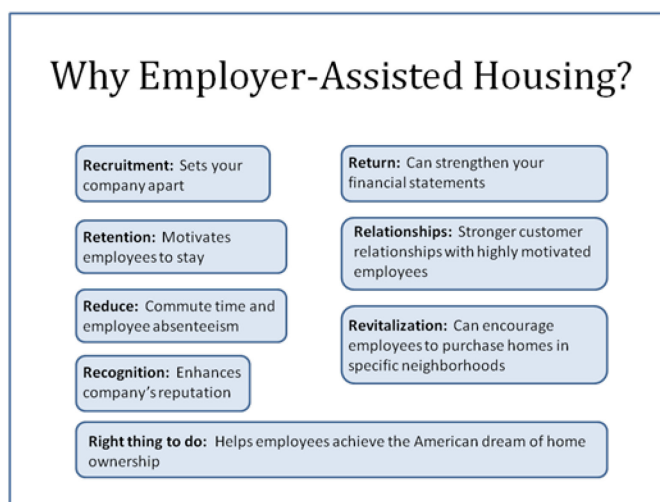 Why Employer-Assisted Housing?
Recruitment: Sets your
company apart
Retention: Motivates
employees to stay
Reduce: Commute time and
employee absenteeism
Recognition: Enhances
company’s reputation
Return: Can strengthen your
financial statements
Relationships: Stronger customer
relationships with highly motivated
employees
Revitalization: Can encourage
employees to purchase homes in
specific neighborhoods
Right thing to do: Helps employees achieve the American dream of home
ownership